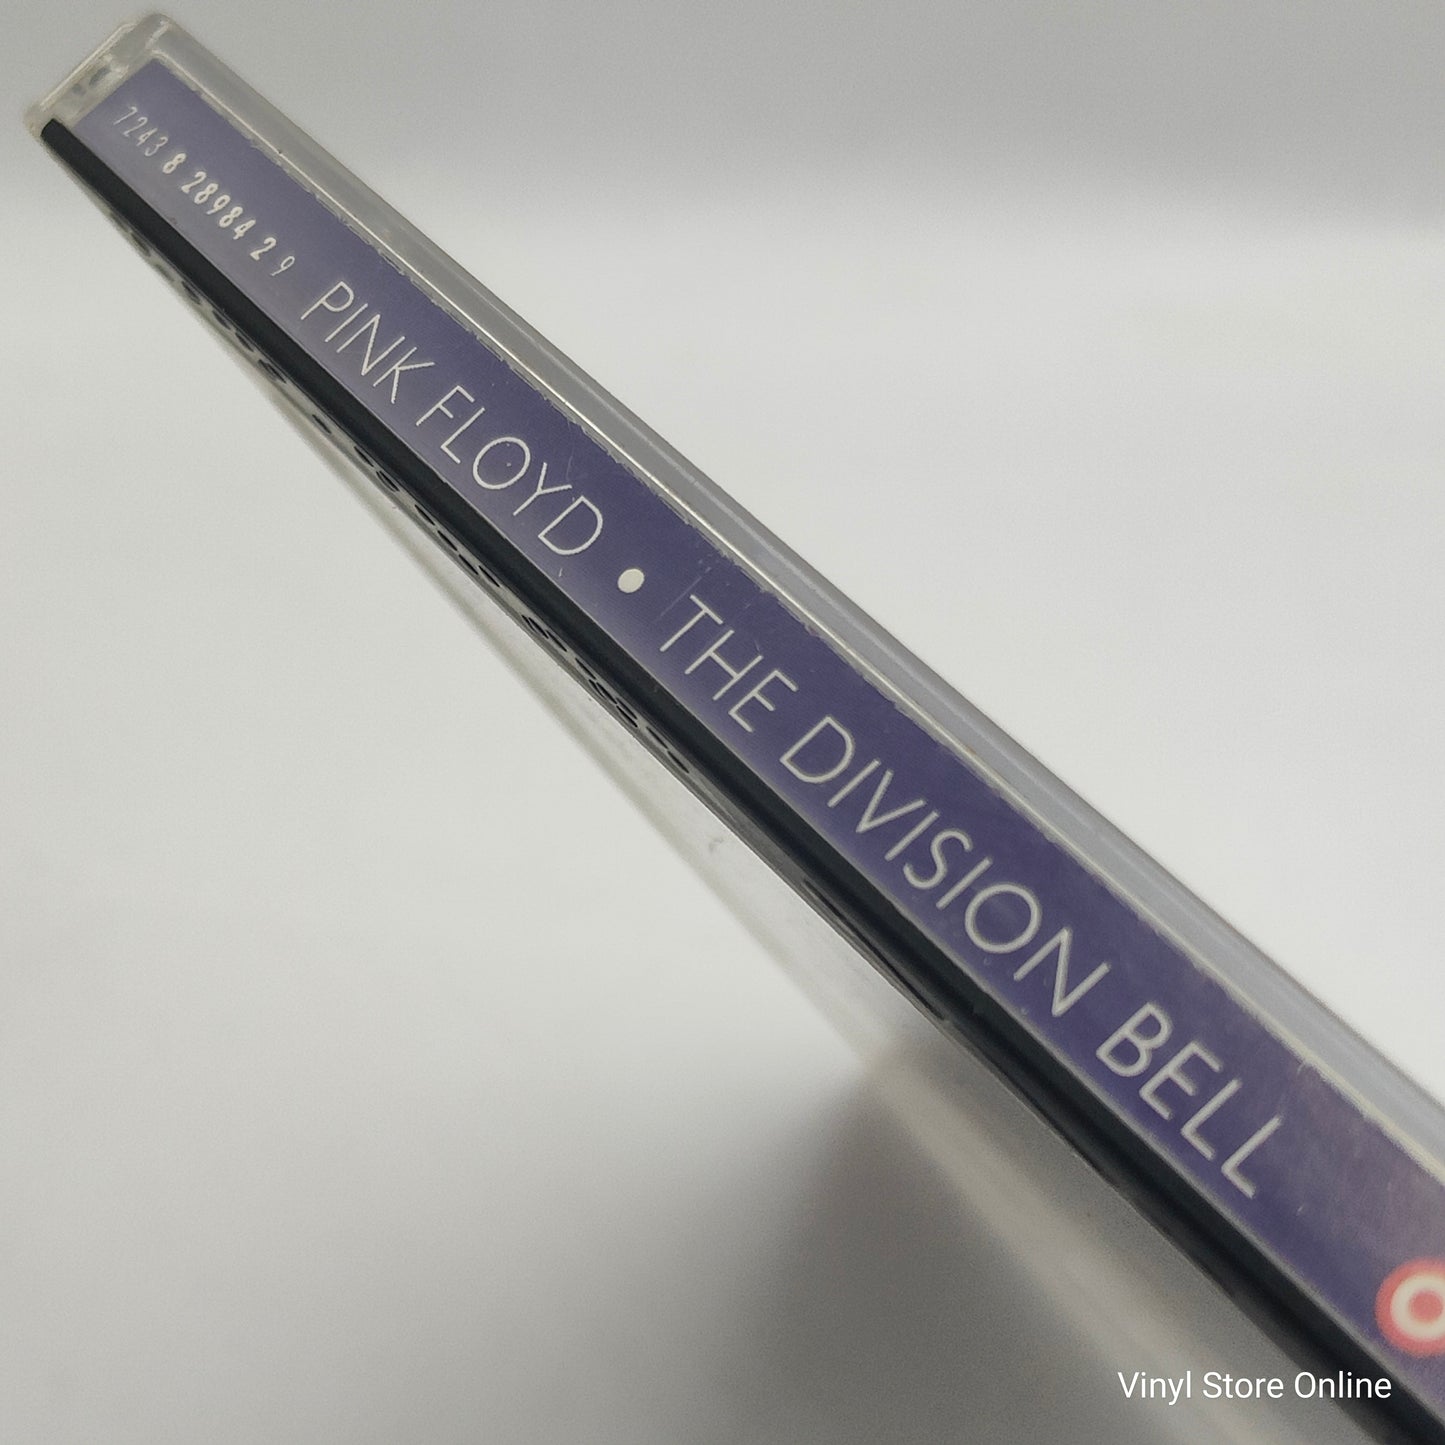 7243 8 28984 2 9 PINK FLOYD • THE DIVISION BELL
Vinyl Store Online